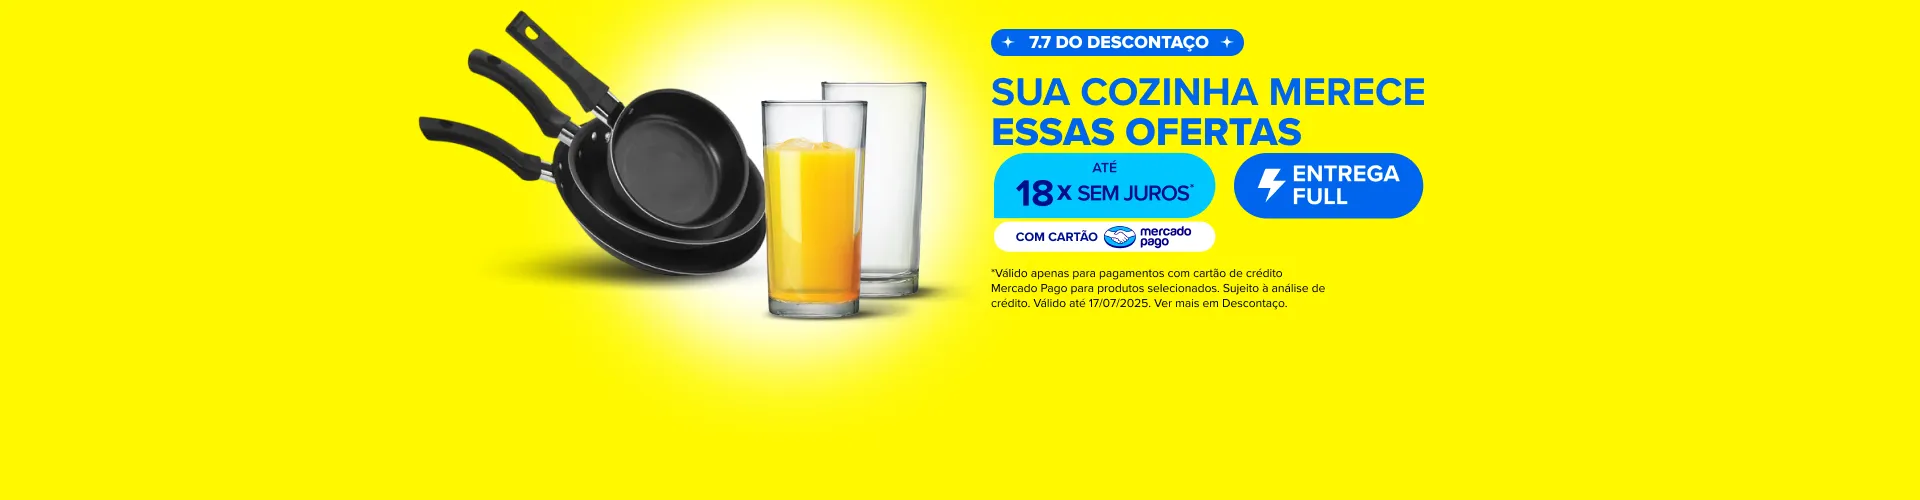 7.7 DO DESCONTAÇO
SUA COZINHA MERECE
ESSAS OFERTAS
ATÉ
18x SEM JUROS*
ENTREGA
FULL
COM CARTÃO mercado
pago
*Válido apenas para pagamentos com cartão de crédito
Mercado Pago para produtos selecionados. Sujeito à análise de
crédito. Válido até 17/07/2025. Ver mais em Descontaço.